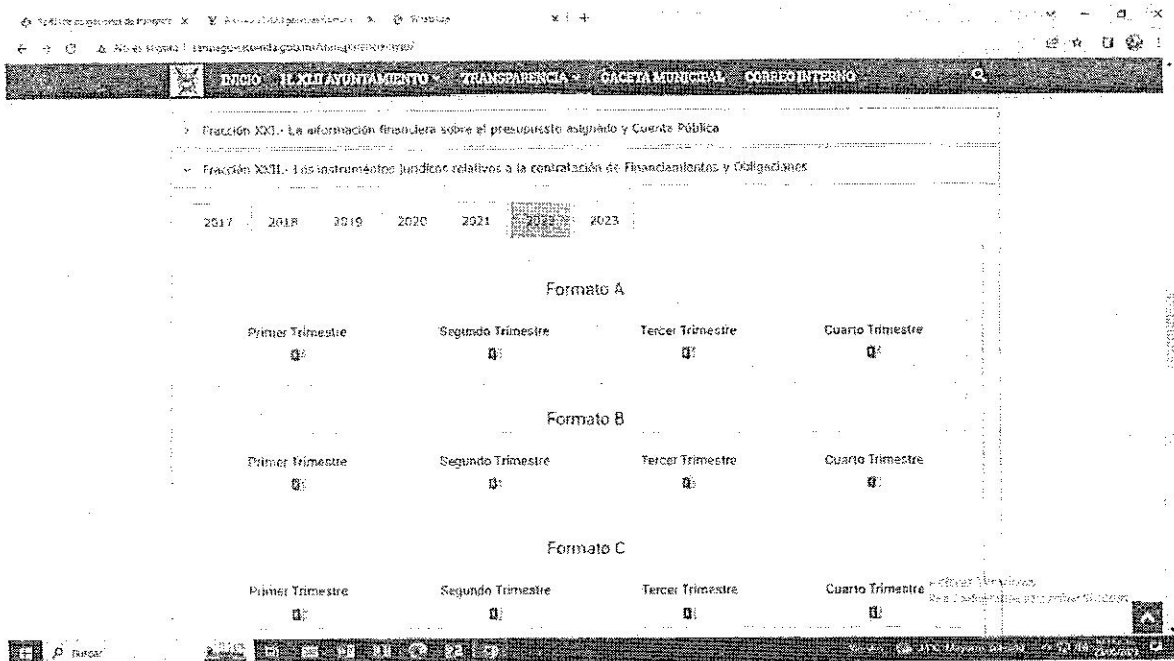 INICIO H. XLII AYUNTAMIENTO TRANSPARENCIA GACETA MUNICIPAL CORREO INTERNO
Fracción XXI.- La información financiera sobre el presupuesto asignado y Cuenta Pública
Fracción XXII.- Los instrumentos jurídicos relativos a la contratación de Financiamientos y Obligaciones
2017 2018 2019 2020 2021 2022 2023
Formato A
Primer Trimestre Segundo Trimestre Tercer Trimestre Cuarto Trimestre
Formato B
Primer Trimestre Segundo Trimestre Tercer Trimestre Cuarto Trimestre
Formato C
Primer Trimestre Segundo Trimestre Tercer Trimestre Cuarto Trimestre
Buscar